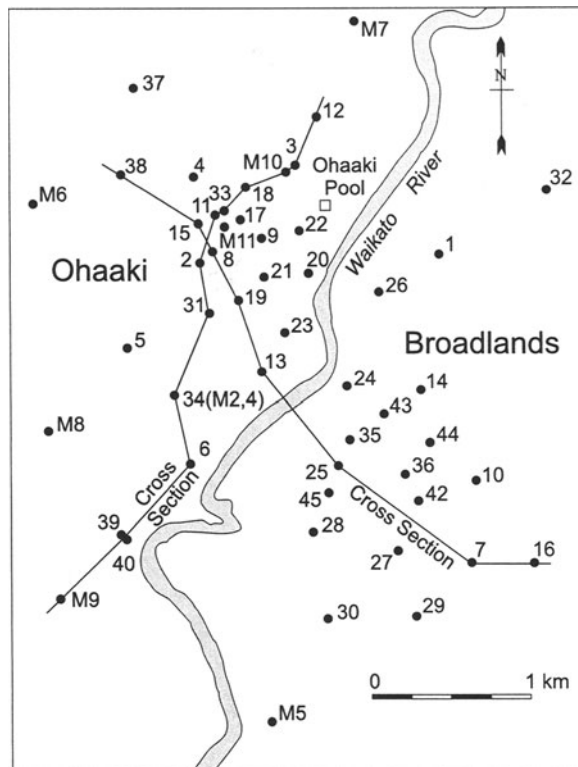 M7
N
37
12
3
M10
Ohaaki
Pool
38
4
18
M6
33
11
17
32
River
Waikato
15
M11
9
22
1
8
2
21
20
26
Ohaaki
19
31
23
5
Broadlands
13
24
14
34(M2,4)
43
M8
35
44
6
25
36
10
Cross
Section
45
42
39
28
Cross Section
40
27
7
16
M9
30
29
0
1 km
M5